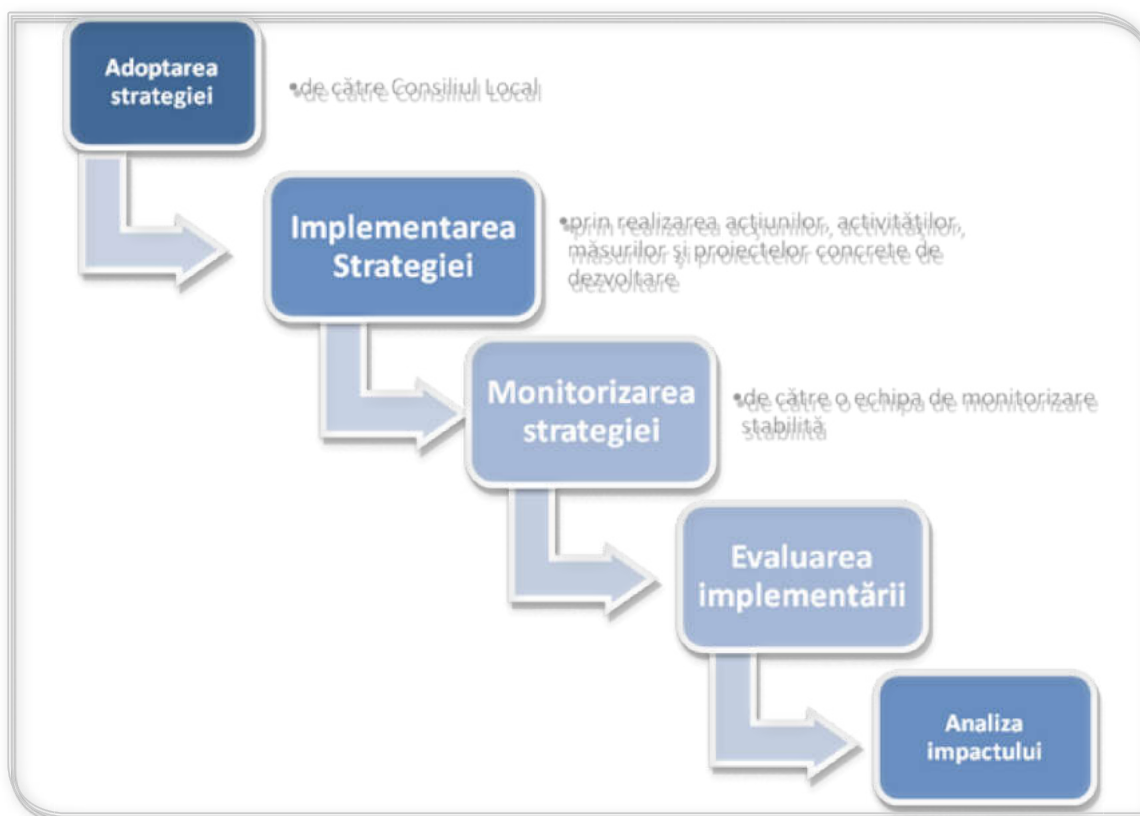 Adoptarea
strategiei
•de către Consiliul Local
Implementarea
Strategiei
•prin realizarea acțiunilor, activităților,
măsurilor și proiectelor concrete de
dezvoltare
Monitorizarea
strategiei
•de către o echipa de monitorizare
stabilită
Evaluarea
implementării
Analiza
impactului